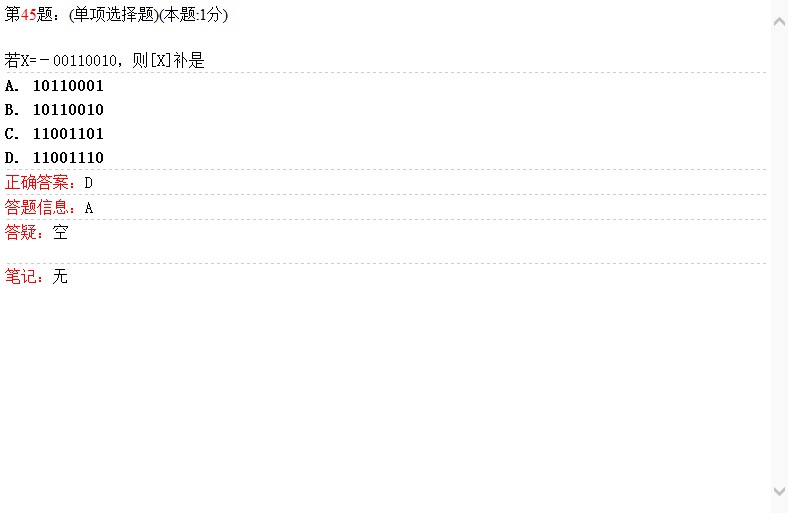 第45题：(单项选择题)(本题:1分)
若X=－00110010，则[X]补是
A. 10110001
B. 10110010
C. 11001101
D. 11001110
正确答案：D
答题信息：A
答疑：空
笔记：无